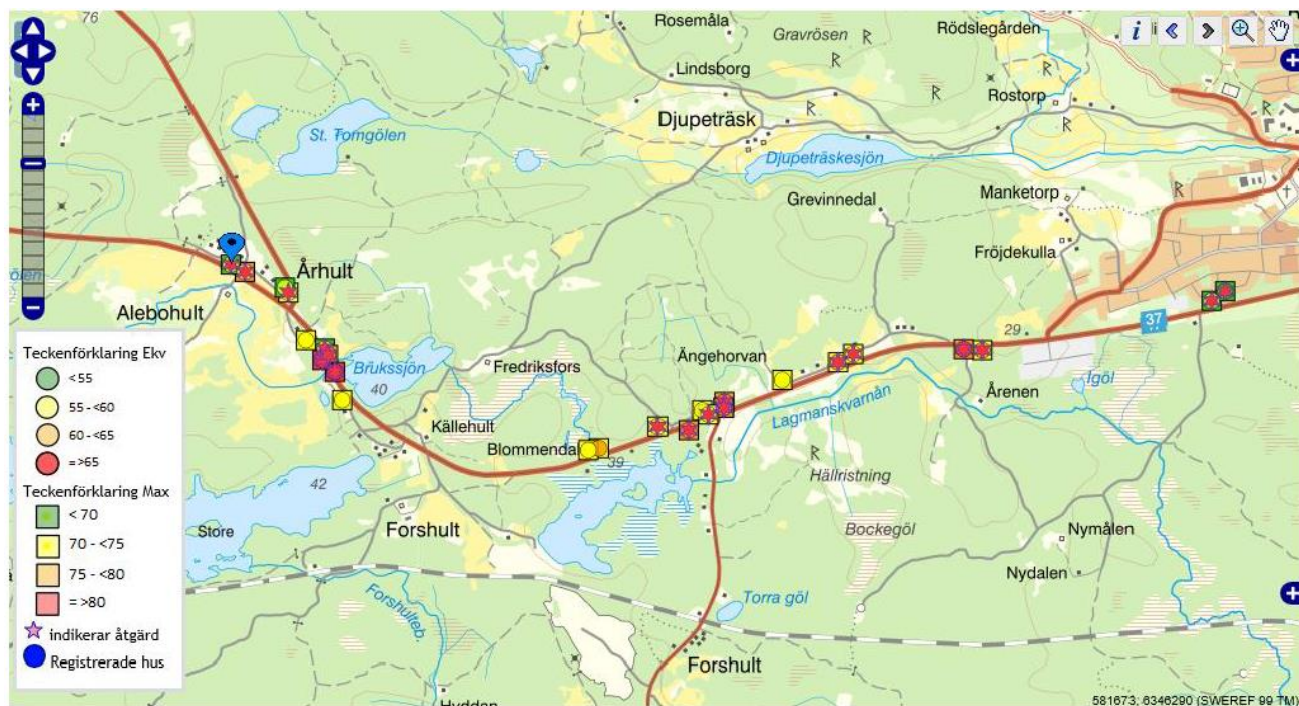 76
Rosemåla
Gravrösen
Rödslegården
i
R
Lindsborg
R
R
R
Rostorp
St. Tomgölen
Djupeträsk
R
R
Djupeträskesjön
Grevinnedal
Manketorp
R
Fröjdekulla
Århult
Alebohult
37
29
Ängehorvan
Fredriksfors
Brukssjön
40
Igöl
Årenen
Lagmanskvarnån
Källehult
Blommendal
39
R
Hällristning
42
Store
Forshult
Bockegöl
Nymålen
Nydalen
Torra göl
Forshulteb.
Forshult
Hydden
Teckenförklaring Ekv
<55
55 - <60
60 - <65
=>65
Teckenförklaring Max
< 70
70 - <75
75 - <80
= >80
indikerar åtgärd
Registrerade hus
581673, 6346290 (SWEREF 99 TM)